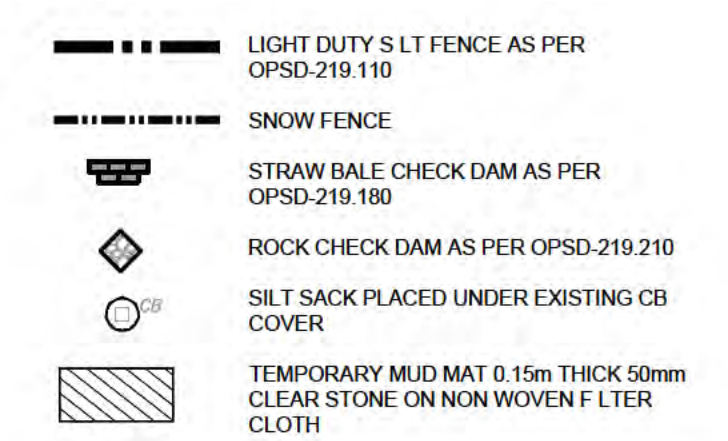 LIGHT DUTY S LT FENCE AS PER
OPSD-219.110
SNOW FENCE
STRAW BALE CHECK DAM AS PER
OPSD-219.180
ROCK CHECK DAM AS PER OPSD-219.210
CB
SILT SACK PLACED UNDER EXISTING CB
COVER
TEMPORARY MUD MAT 0.15m THICK 50mm
CLEAR STONE ON NON WOVEN F LTER
CLOTH